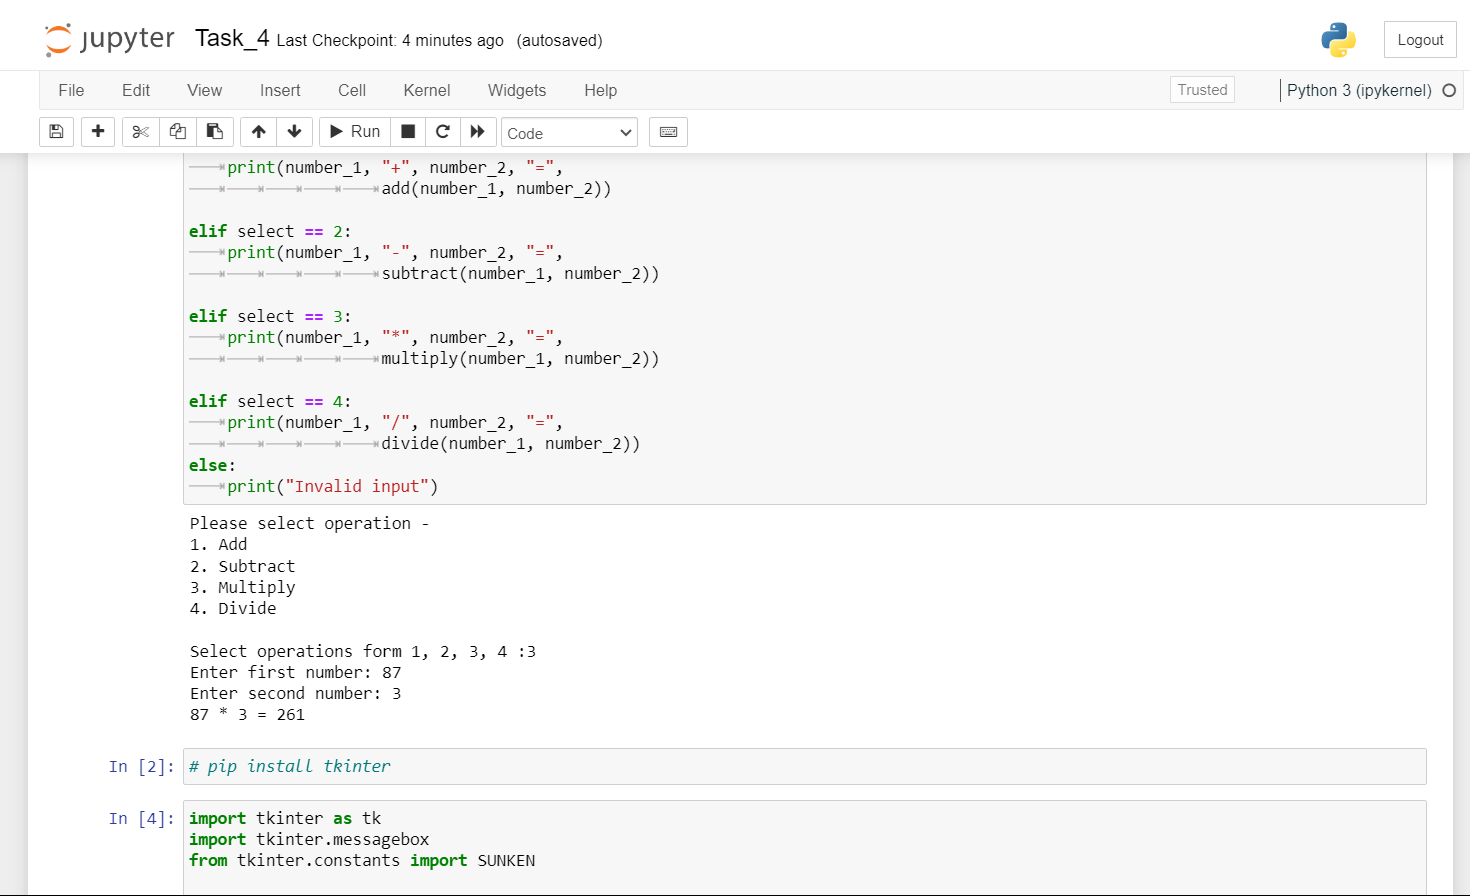 jupyter Task_4 Last Checkpoint: 4 minutes ago (autosaved) Logout
File Edit View Insert Cell Kernel Widgets Help Trusted Python 3 (ipykernel)
Run Code
print(number_1, "+", number_2, "=",
add(number_1, number_2))
elif select == 2:
print(number_1, "-", number_2, "=",
subtract(number_1, number_2))
elif select == 3:
print(number_1, "*", number_2, "=",
multiply(number_1, number_2))
elif select == 4:
print(number_1, "/", number_2, "=",
divide(number_1, number_2))
else:
print("Invalid input")
Please select operation -
1. Add
2. Subtract
3. Multiply
4. Divide
Select operations form 1, 2, 3, 4 :3
Enter first number: 87
Enter second number: 3
87 * 3 = 261
In [2]: # pip install tkinter
In [4]: import tkinter as tk
import tkinter.messagebox
from tkinter.constants import SUNKEN